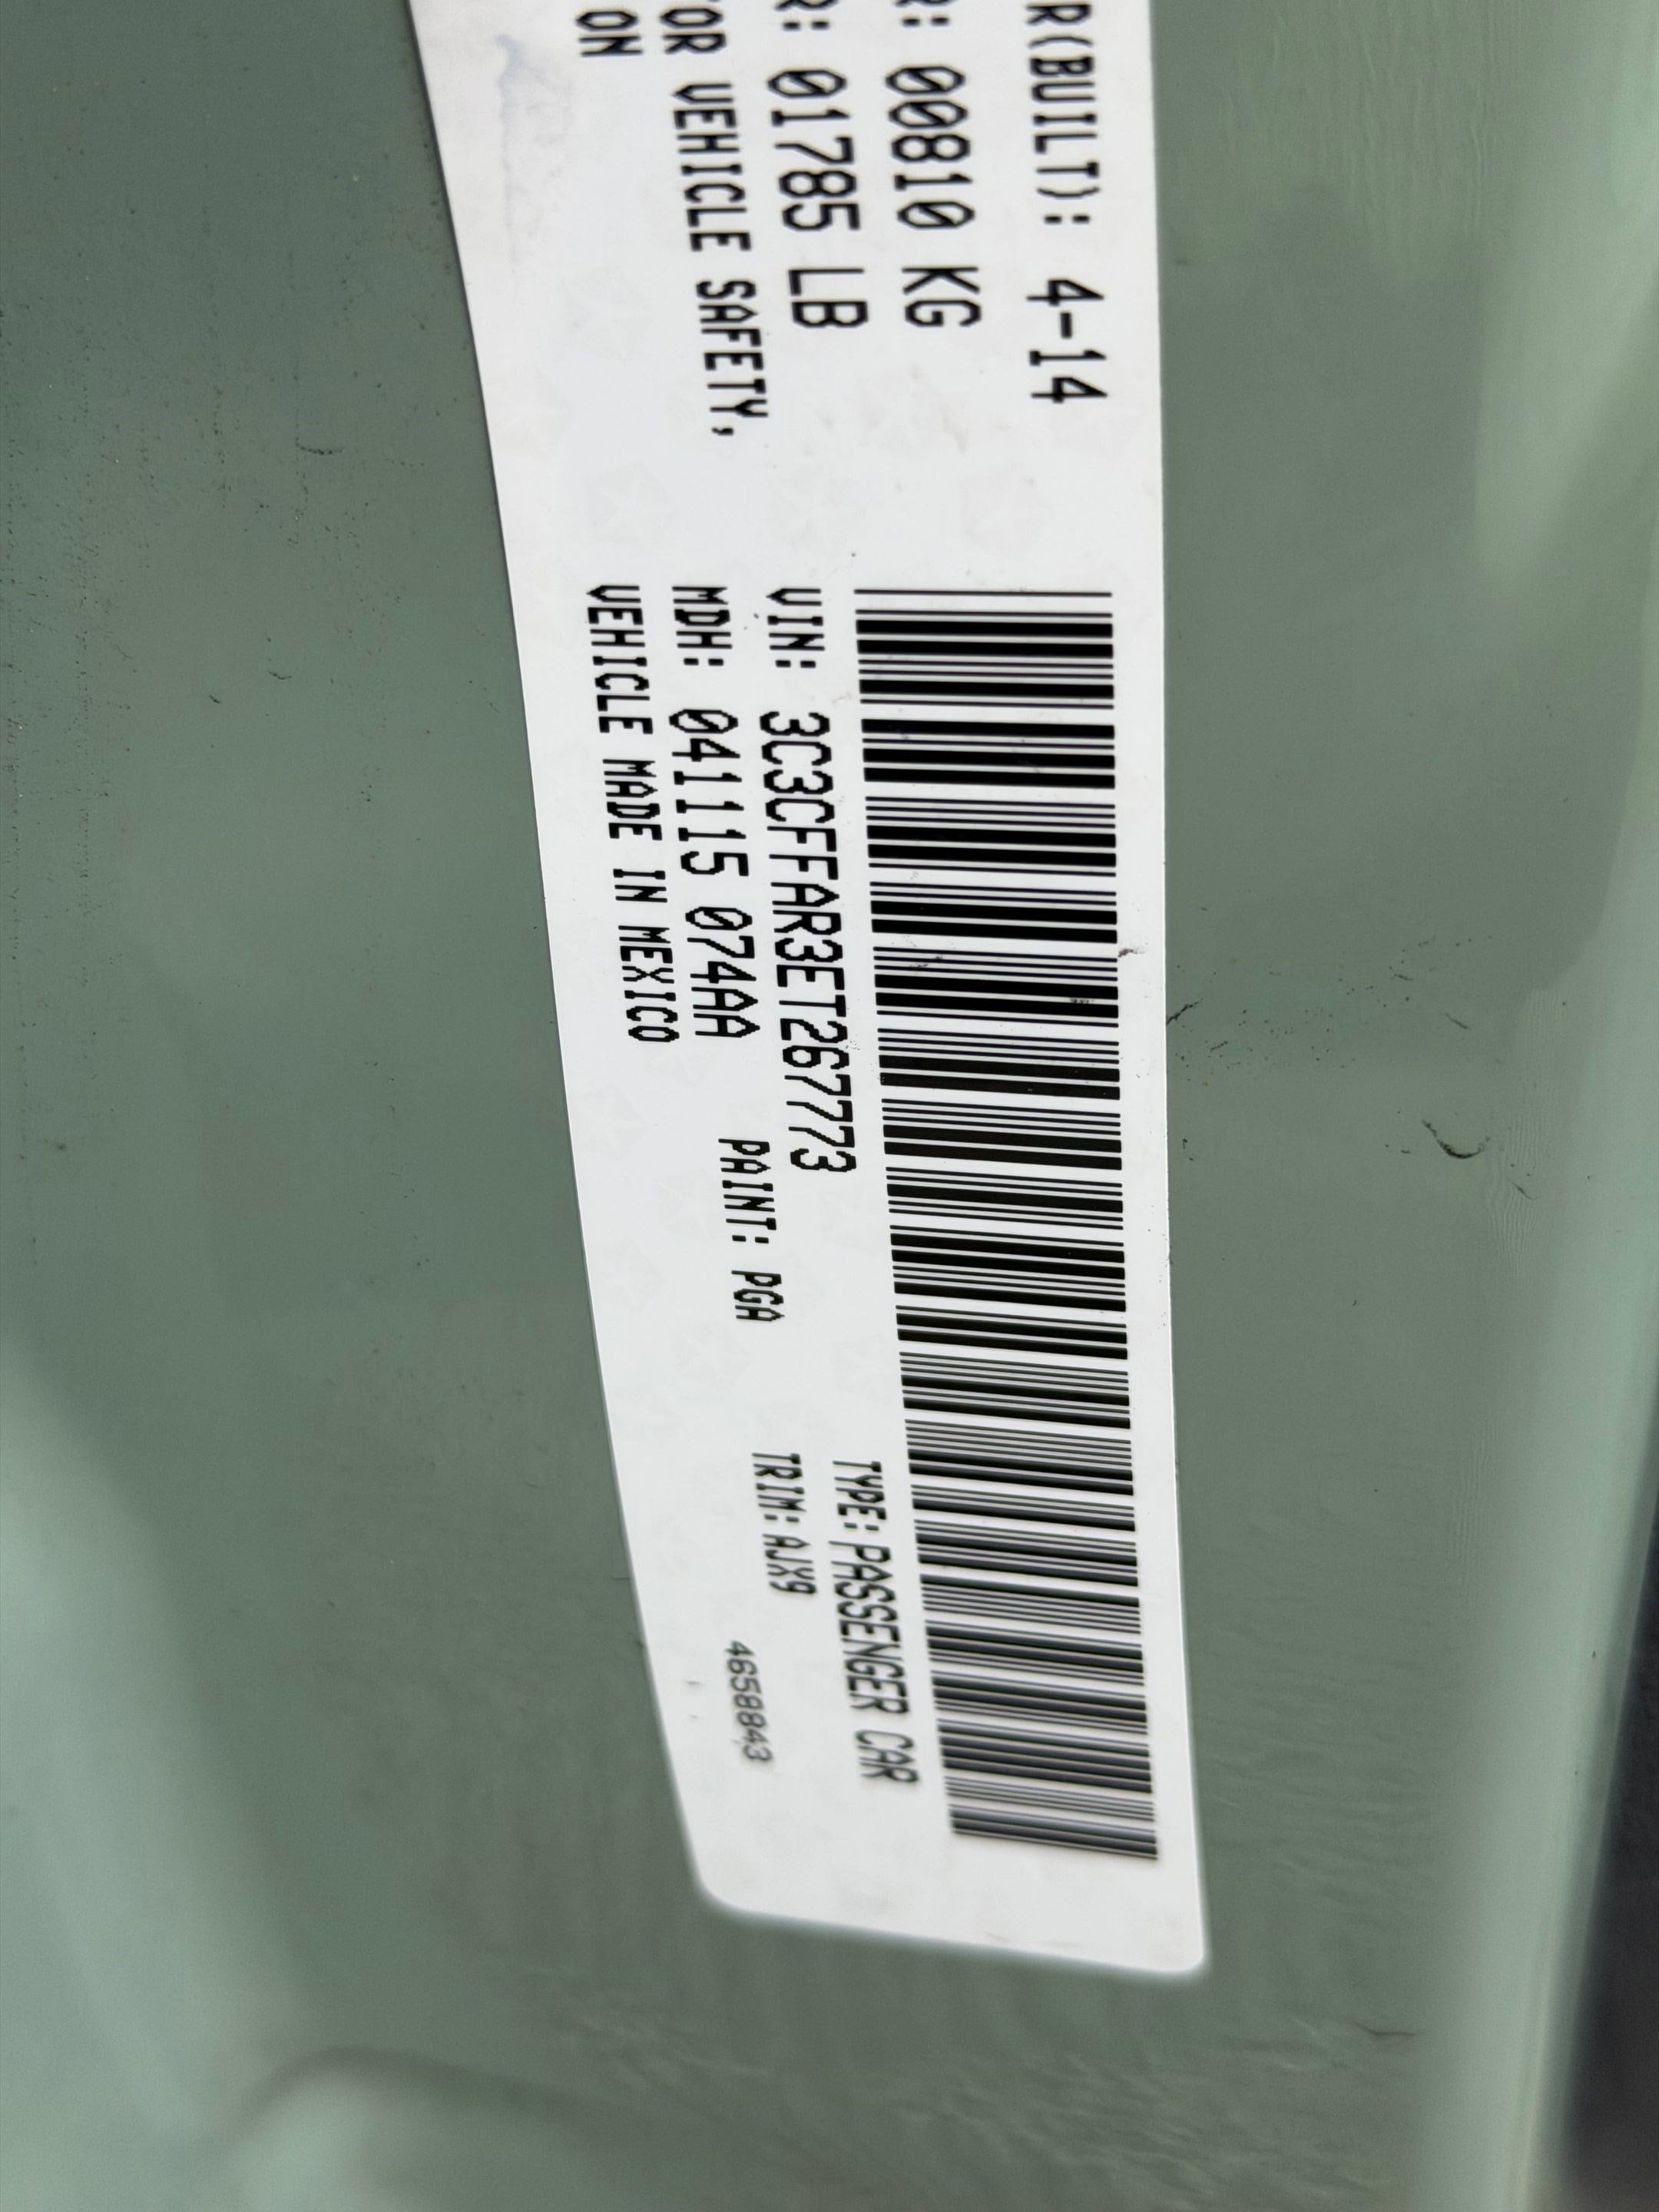 R(BUILT): 4-14
R: 00810 KG
R: 01785 LB
OR VEHICLE SAFETY,
ON
VIN: 3C3CFFAR3ET267773
TYPE: PASSENGER CAR
MDH: 041115 074AA PAINT: PGA TRIM: AJX9
VEHICLE MADE IN MEXICO
4658843